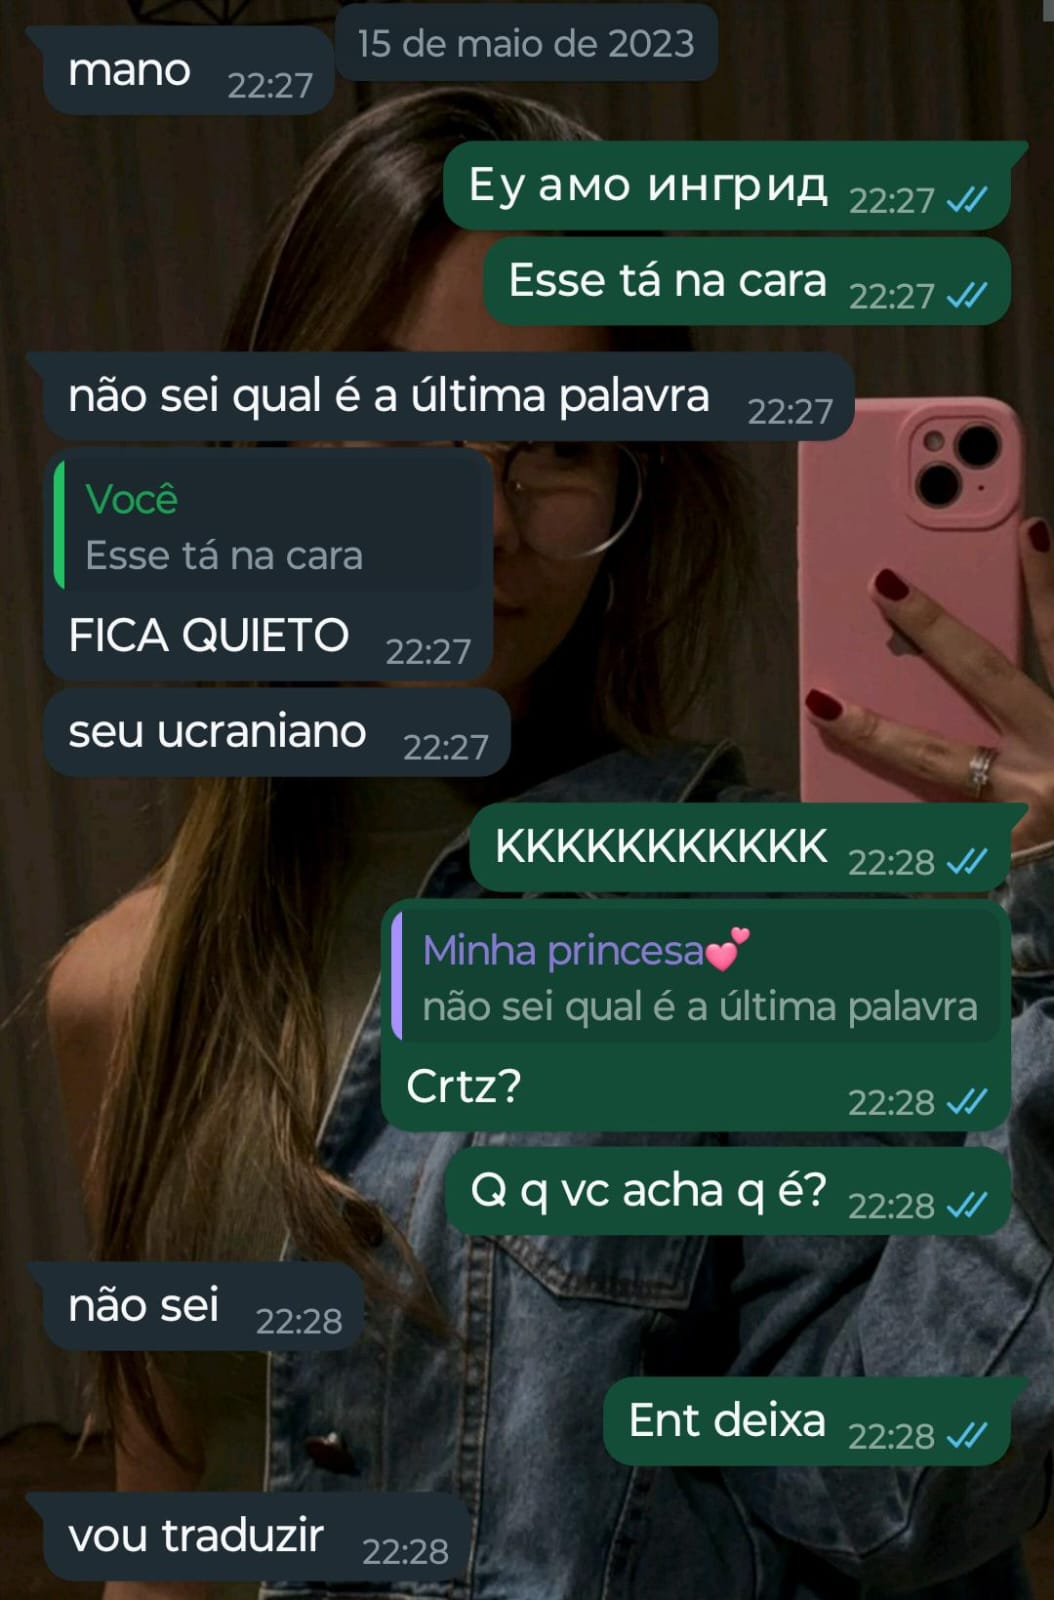 15 de maio de 2023
mano 22:27
Еу амо ингрид 22:27
Esse tá na cara 22:27
não sei qual é a última palavra 22:27
Você
Esse tá na cara
FICA QUIETO 22:27
seu ucraniano 22:27
KKKKKKKKKKK 22:28
Minha princesa💕
não sei qual é a última palavra
Crtz? 22:28
Q q vc acha q é? 22:28
não sei 22:28
Ent deixa 22:28
vou traduzir 22:28